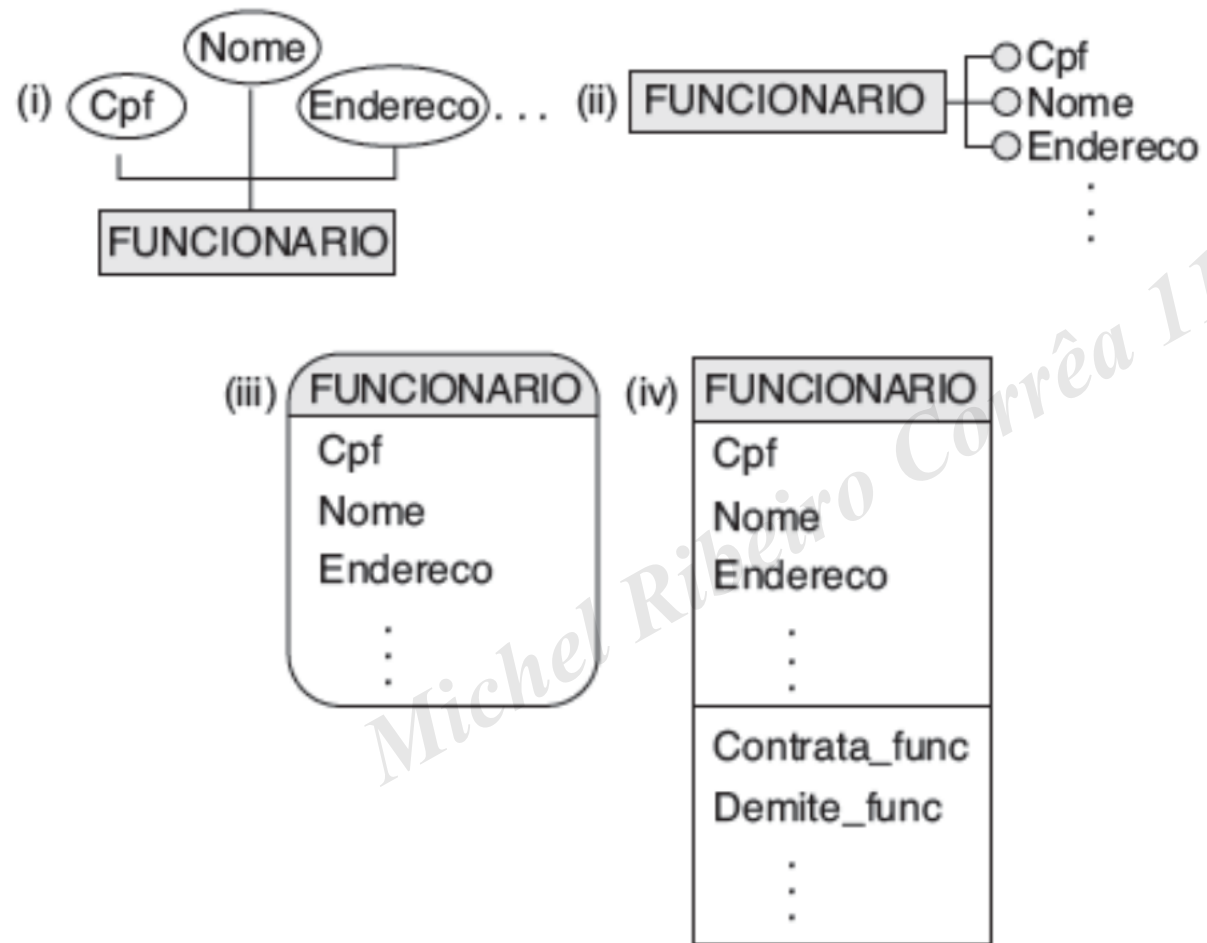 (i)
Cpf
Nome
Endereco
. . .
FUNCIONARIO
(ii)
FUNCIONARIO
Cpf
Nome
Endereco
(iii)
FUNCIONARIO
Cpf
Nome
Endereco
(iv)
FUNCIONARIO
Cpf
Nome
Endereco
Contrata_func
Demite_func
Michel Ribeiro Corrêa